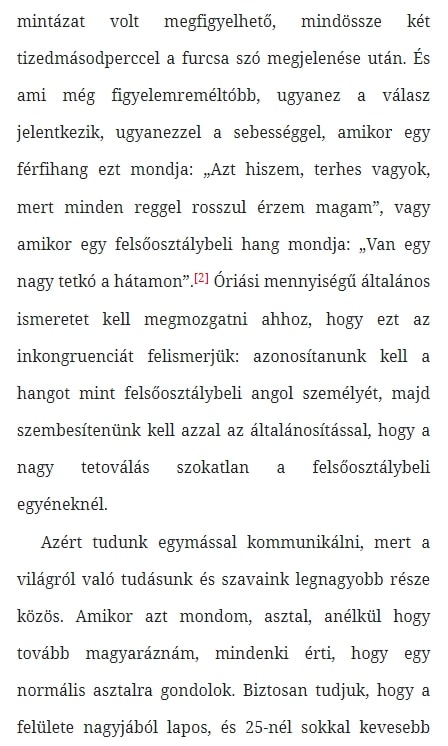 mintázat volt megfigyelhető, mindössze két
tizedmásodperccel a furcsa szó megjelenése után. És
ami még figyelemreméltóbb, ugyanez a válasz
jelentkezik, ugyanezzel a sebességgel, amikor egy
férfihang ezt mondja: „Azt hiszem, terhes vagyok,
mert minden reggel rosszul érzem magam”, vagy
amikor egy felsőosztálybeli hang mondja: „Van egy
nagy tetkó a hátamon”.[2] Óriási mennyiségű általános
ismeretet kell megmozgatni ahhoz, hogy ezt az
inkongruenciát felismerjük: azonosítanunk kell a
hangot mint felsőosztálybeli angol személyét, majd
szembesítenünk kell azzal az általánosítással, hogy a
nagy tetoválás szokatlan a felsőosztálybeli
egyéneknél.
Azért tudunk egymással kommunikálni, mert a
világról való tudásunk és szavaink legnagyobb része
közös. Amikor azt mondom, asztal, anélkül hogy
tovább magyaráznám, mindenki érti, hogy egy
normális asztalra gondolok. Biztosan tudjuk, hogy a
felülete nagyjából lapos, és 25-nél sokkal kevesebb